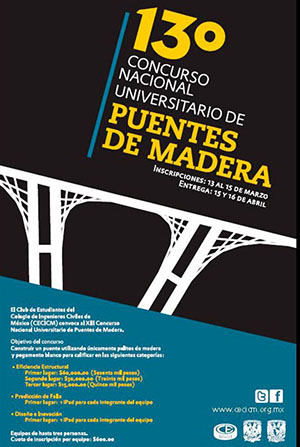 13º
CONCURSO
NACIONAL
UNIVERSITARIO DE
PUENTES
DE MADERA
INSCRIPCIONES: 13 AL 15 DE MARZO
ENTREGA: 15 Y 16 DE ABRIL
El Club de Estudiantes del
Colegio de Ingenieros Civiles de
México (CECICM) convoca al XIII Concurso
Nacional Universitario de Puentes de Madera.
Objetivo del concurso
Construir un puente utilizando únicamente palitos de madera
y pegamento blanco para calificar en las siguientes categorías:
• Eficiencia Estructural
Primer lugar: $60,000.00 (Sesenta mil pesos)
Segundo lugar: $30,000.00 (Treinta mil pesos)
Tercer lugar: $15,000.00 (Quince mil pesos)
• Predicción de Falla
Primer lugar: 1 iPad para cada integrante del equipo
• Diseño e Inovación
Primer lugar: 1 iPad para cada integrante del equipo
Equipos de hasta tres personas.
Cuota de inscripción por equipo: $600.00
www.cecicm.org.mx